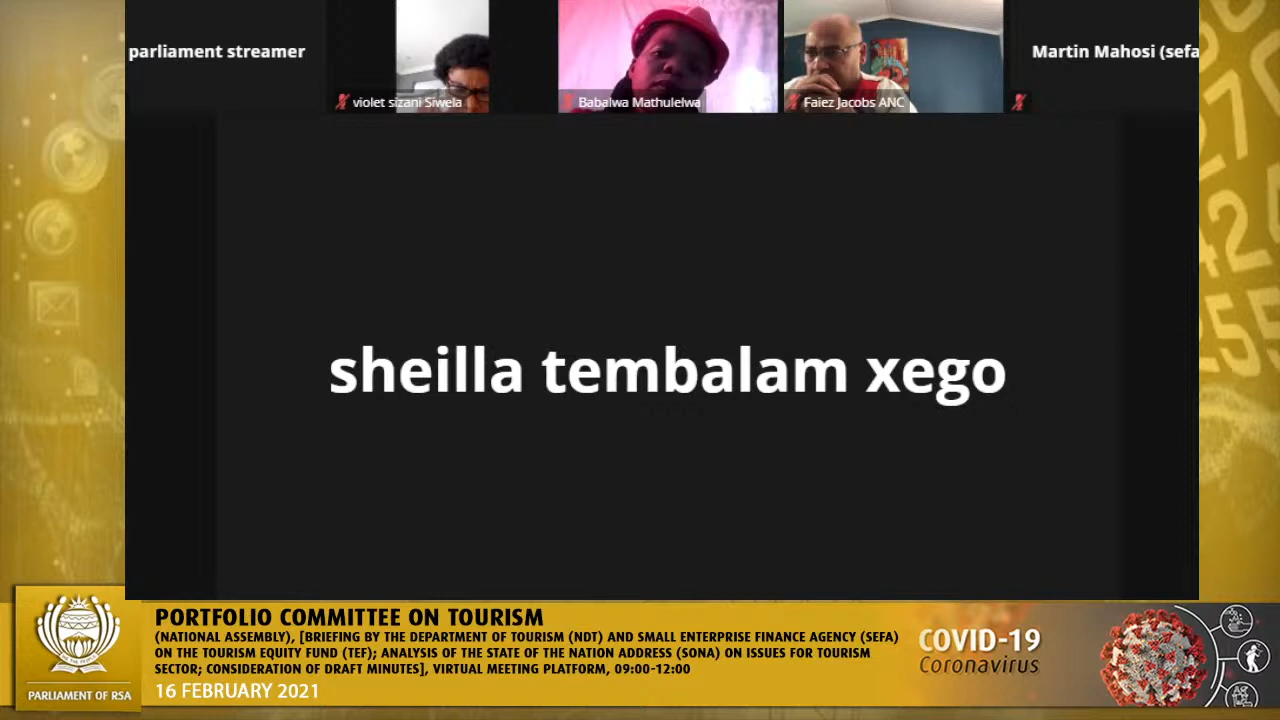 parliament streamer
violet sizani Siwela
Babalwa Mathulelwa
Faiez Jacobs ANC
Martin Mahosi (sefa
sheilla tembalam xego
PORTFOLIO COMMITTEE ON TOURISM
(NATIONAL ASSEMBLY), [BRIEFING BY THE DEPARTMENT OF TOURISM (NDT) AND SMALL ENTERPRISE FINANCE AGENCY (SEFA)
ON THE TOURISM EQUITY FUND (TEF); ANALYSIS OF THE STATE OF THE NATION ADDRESS (SONA) ON ISSUES FOR TOURISM
SECTOR; CONSIDERATION OF DRAFT MINUTES], VIRTUAL MEETING PLATFORM, 09:00-12:00
16 FEBRUARY 2021
PARLIAMENT OF RSA
COVID-19
Coronavirus